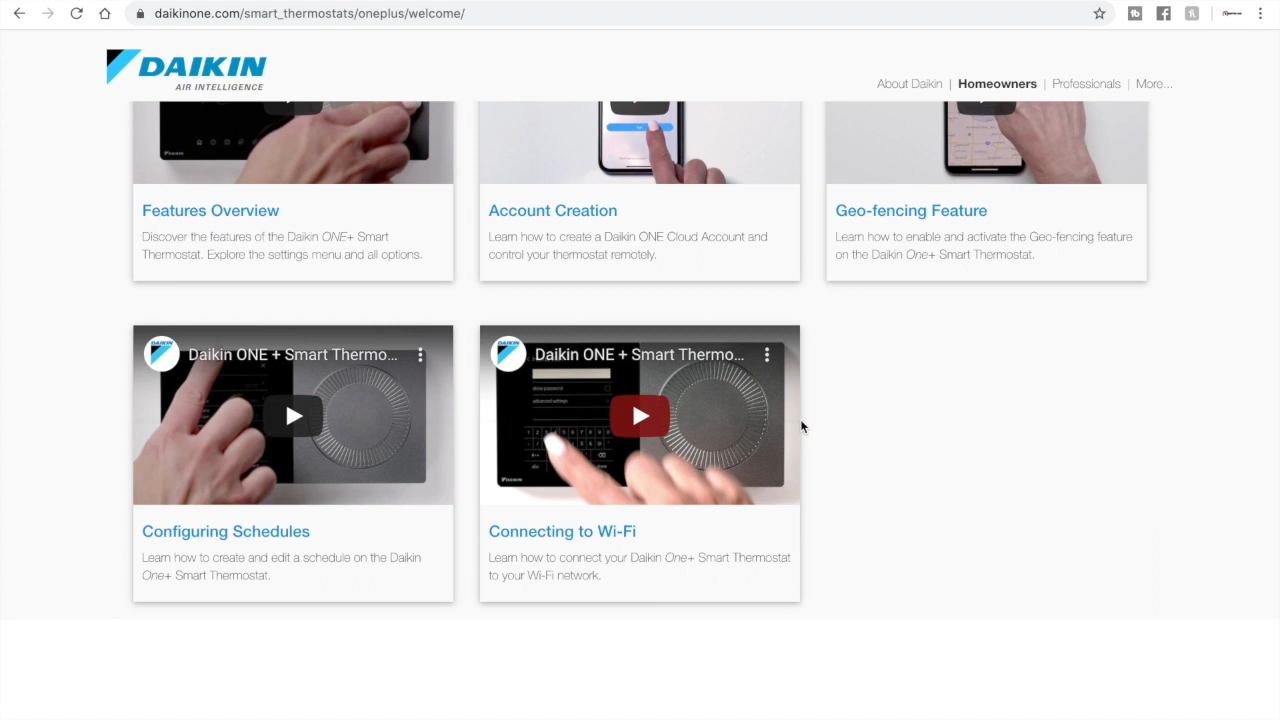 daikinone.com/smart_thermostats/oneplus/welcome/
DAIKIN
AIR INTELLIGENCE
About Daikin | Homeowners | Professionals | More...
Features Overview
Discover the features of the Daikin ONE+ Smart
Thermostat. Explore the settings menu and all options.
Account Creation
Learn how to create a Daikin ONE Cloud Account and
control your thermostat remotely.
Geo-fencing Feature
Learn how to enable and activate the Geo-fencing feature
on the Daikin One+ Smart Thermostat.
Daikin ONE + Smart Thermo...
Configuring Schedules
Learn how to create and edit a schedule on the Daikin
One+ Smart Thermostat.
Daikin ONE + Smart Thermo...
show password
advanced settings
Connecting to Wi-Fi
Learn how to connect your Daikin One+ Smart Thermostat
to your Wi-Fi network.